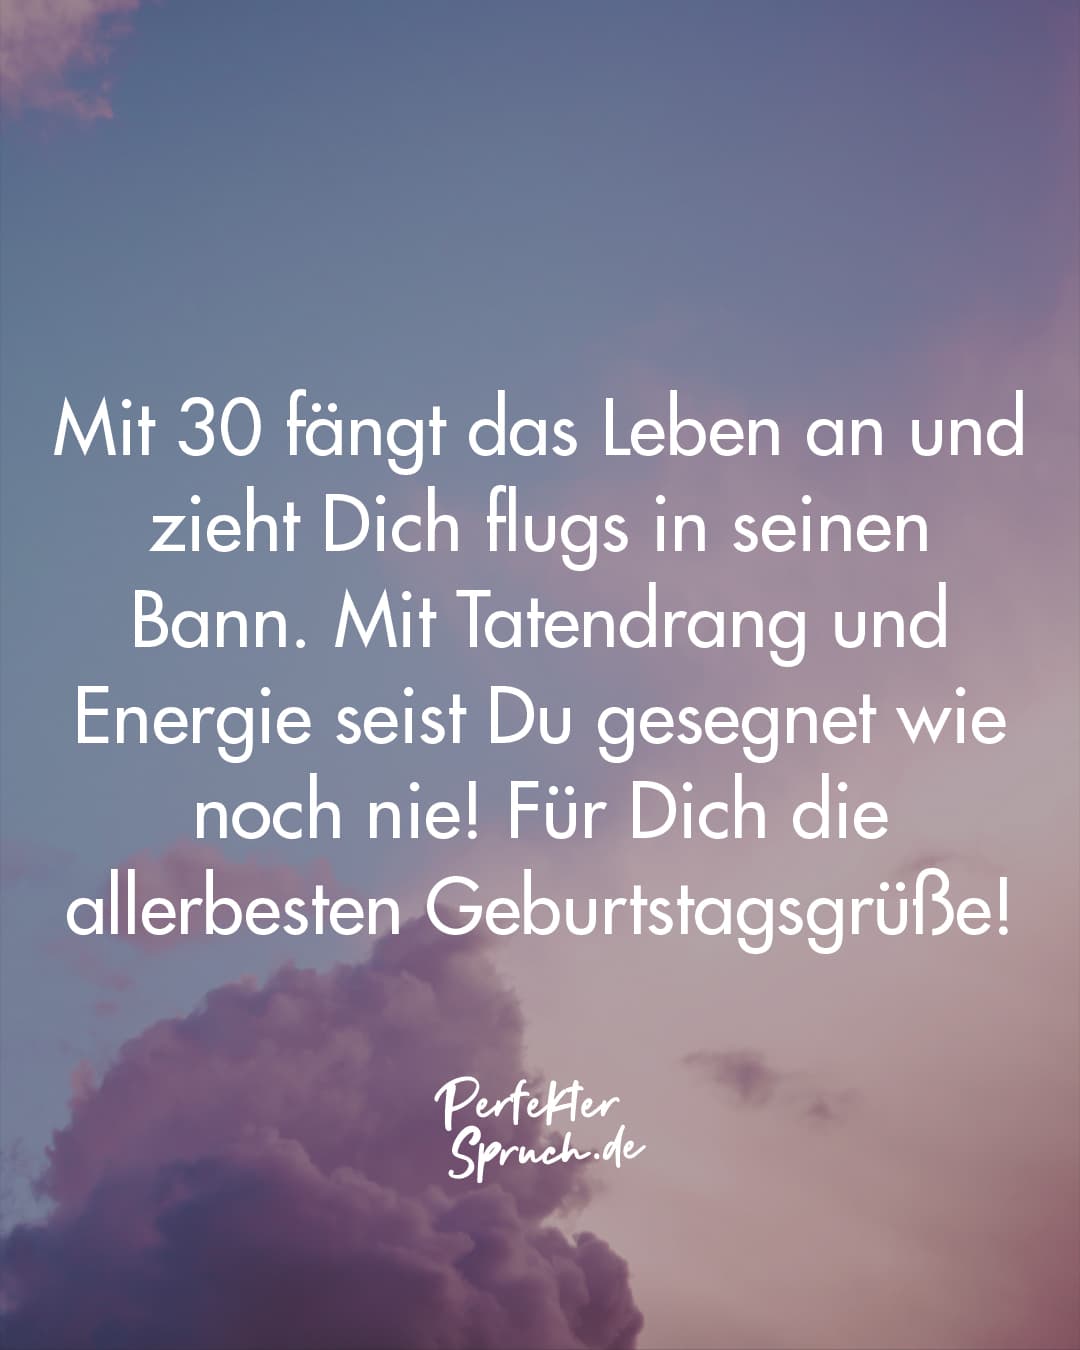 Mit 30 fängt das Leben an und
zieht Dich flugs in seinen
Bann. Mit Tatendrang und
Energie seist Du gesegnet wie
noch nie! Für Dich die
allerbesten Geburtstagsgrüße!
Perfekter
Spruch.de